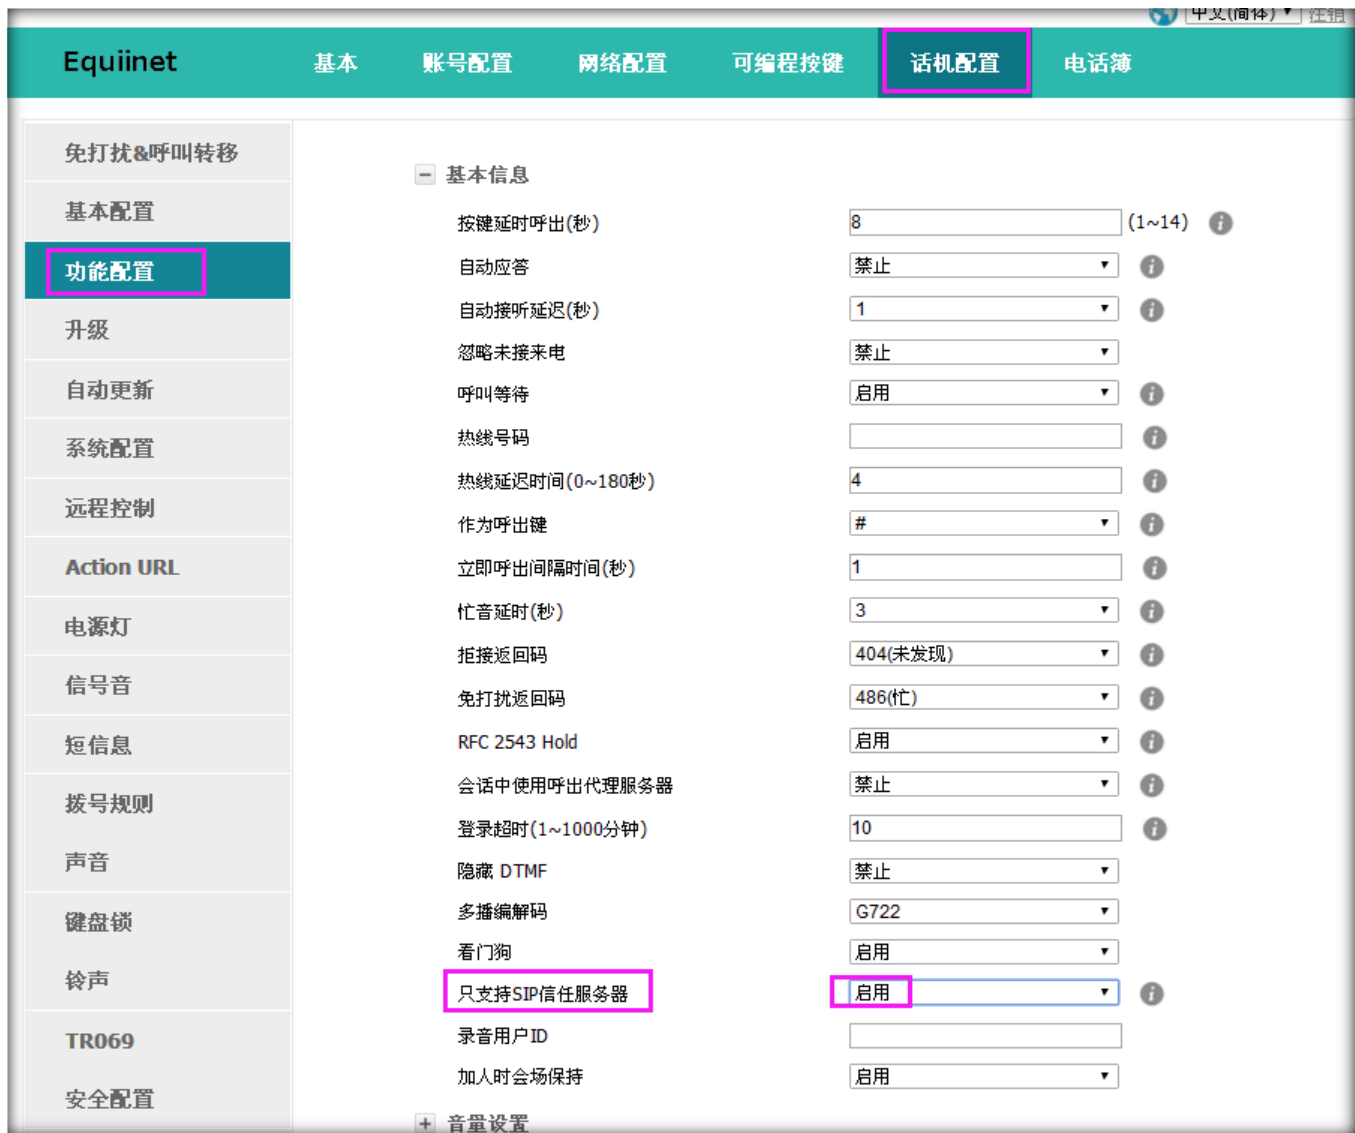 中文(简体) 注销
Equiinet 基本 账号配置 网络配置 可编程按键 话机配置 电话簿
免打扰&呼叫转移
基本配置
功能配置
升级
自动更新
系统配置
远程控制
Action URL
电源灯
信号音
短信息
拨号规则
声音
键盘锁
铃声
TR069
安全配置
基本信息
按键延时呼出(秒) 8 (1~14)
自动应答 禁止
自动接听延迟(秒) 1
忽略未接来电 禁止
呼叫等待 启用
热线号码
热线延迟时间(0~180秒) 4
作为呼出键 #
立即呼出间隔时间(秒) 1
忙音延时(秒) 3
拒接返回码 404(未发现)
免打扰返回码 486(忙)
RFC 2543 Hold 启用
会话中使用呼出代理服务器 禁止
登录超时(1~1000分钟) 10
隐藏 DTMF 禁止
多播编解码 G722
看门狗 启用
只支持SIP信任服务器 启用
录音用户ID
加人时会场保持 启用
音量设置